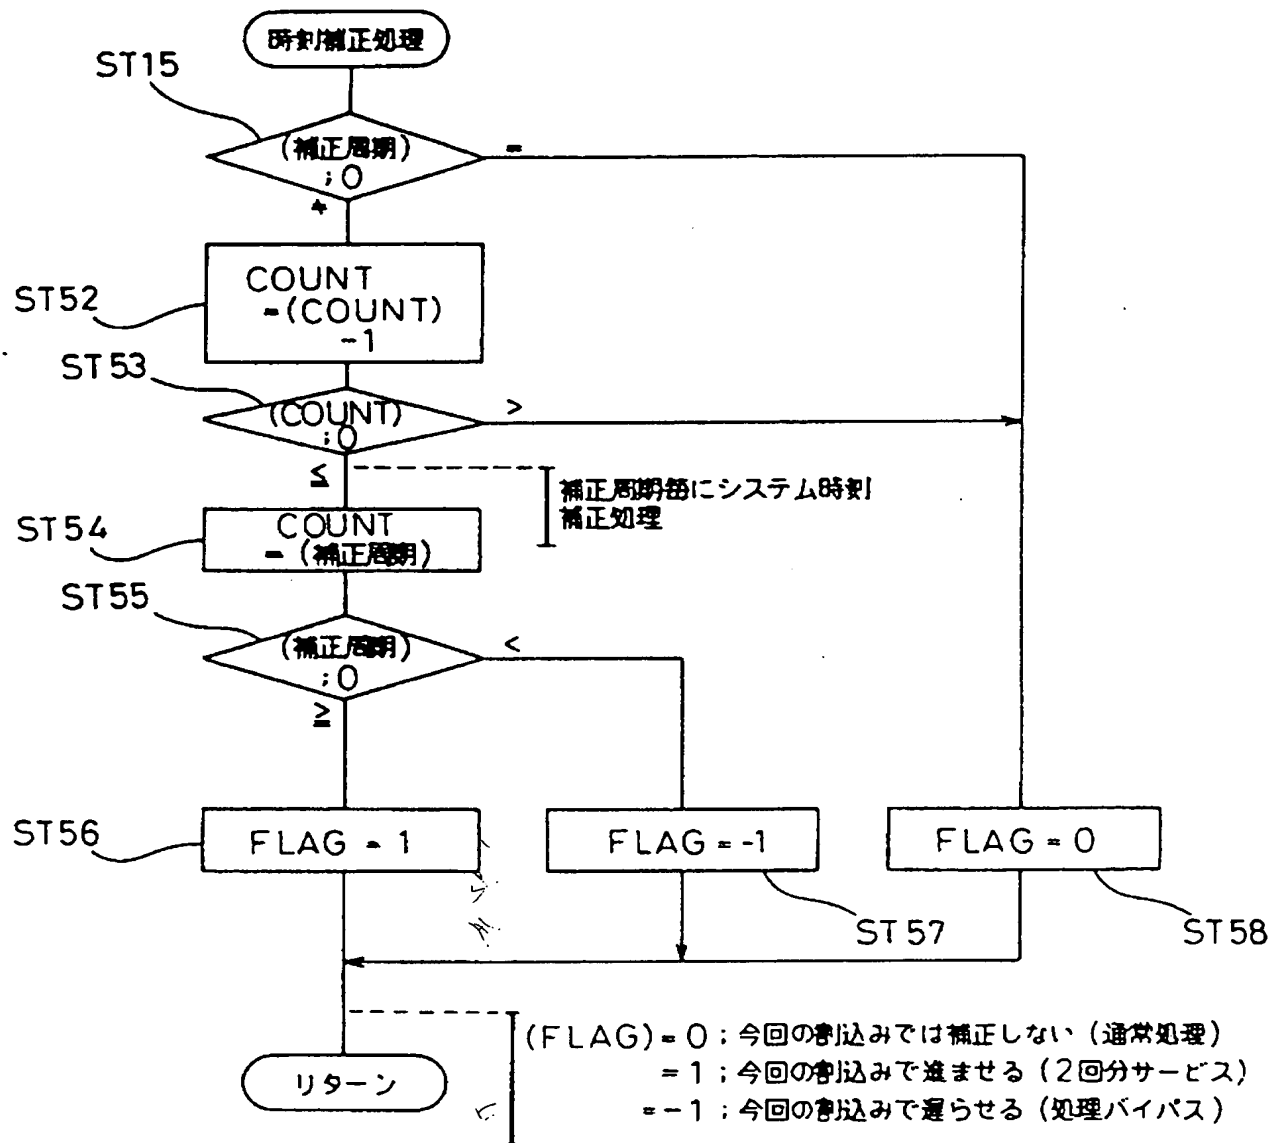 時刻補正処理
ST15
(補正周期)
;0
=
≠
COUNT
=(COUNT)
-1
ST52
ST53
(COUNT)
;0
>
≤
補正周期毎にシステム時刻
補正処理
ST54
COUNT
=(補正周期)
ST55
(補正周期)
;0
<
≧
ST56
FLAG=1
FLAG=-1
FLAG=0
ST57
ST58
(FLAG)=0;今回の割込みでは補正しない(通常処理)
=1;今回の割込みで進ませる(2回分サービス)
=-1;今回の割込みで遅らせる(処理バイパス)
リターン